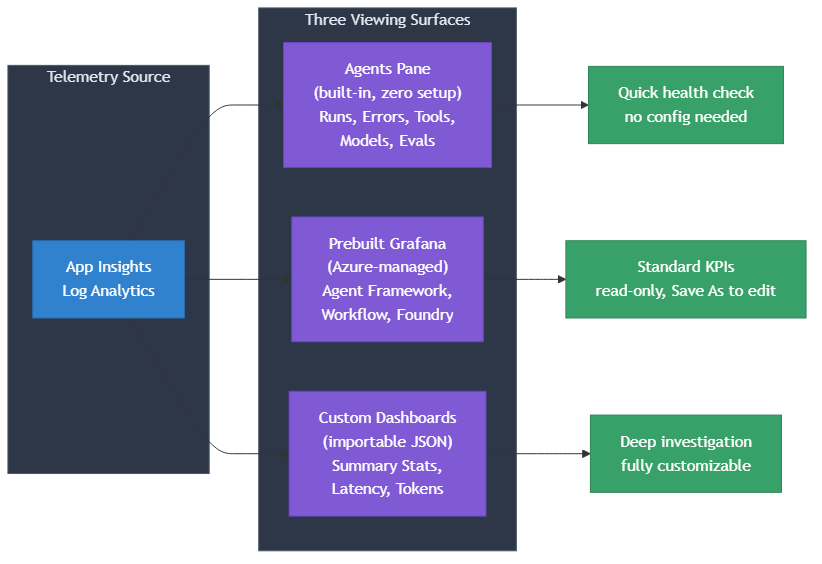 Telemetry Source
App Insights
Log Analytics
Three Viewing Surfaces
Agents Pane
(built-in, zero setup)
Runs, Errors, Tools,
Models, Evals
Quick health check
no config needed
Prebuilt Grafana
(Azure-managed)
Agent Framework,
Workflow, Foundry
Standard KPIs
read-only, Save As to edit
Custom Dashboards
(importable JSON)
Summary Stats,
Latency, Tokens
Deep investigation
fully customizable